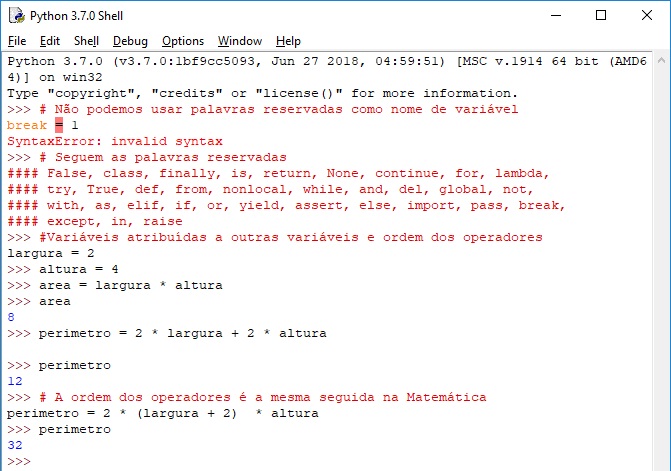 Python 3.7.0 Shell
File Edit Shell Debug Options Window Help
Python 3.7.0 (v3.7.0:1bf9cc5093, Jun 27 2018, 04:59:51) [MSC v.1914 64 bit (AMD6
4)] on win32
Type "copyright", "credits" or "license()" for more information.
>>> # Não podemos usar palavras reservadas como nome de variável
break = 1
SyntaxError: invalid syntax
>>> # Seguem as palavras reservadas
#### False, class, finally, is, return, None, continue, for, lambda,
#### try, True, def, from, nonlocal, while, and, del, global, not,
#### with, as, elif, if, or, yield, assert, else, import, pass, break,
#### except, in, raise
>>> #Variáveis atribuídas a outras variáveis e ordem dos operadores
largura = 2
>>> altura = 4
>>> area = largura * altura
>>> area
8
>>> perimetro = 2 * largura + 2 * altura
>>> perimetro
12
>>> # A ordem dos operadores é a mesma seguida na Matemática
perimetro = 2 * (largura + 2)  * altura
>>> perimetro
32
>>>